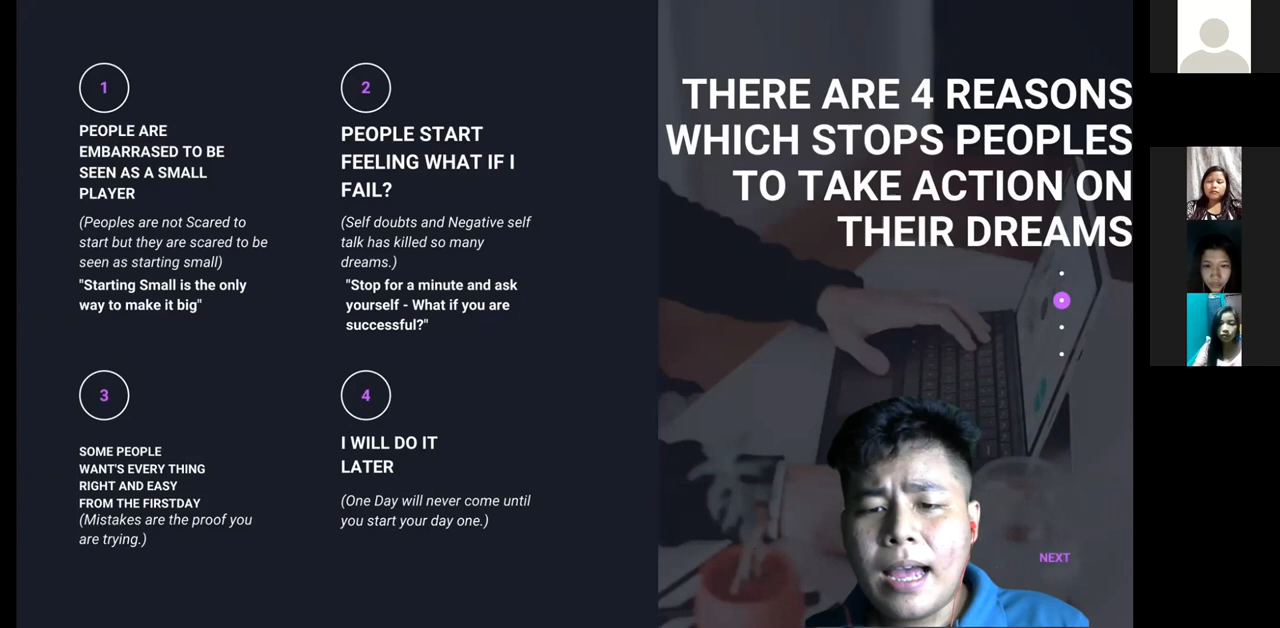 THERE ARE 4 REASONS
WHICH STOPS PEOPLES
TO TAKE ACTION ON
THEIR DREAMS
1
PEOPLE ARE
EMBARRASED TO BE
SEEN AS A SMALL
PLAYER
(Peoples are not Scared to
start but they are scared to be
seen as starting small)
"Starting Small is the only
way to make it big"
2
PEOPLE START
FEELING WHAT IF I
FAIL?
(Self doubts and Negative self
talk has killed so many
dreams.)
"Stop for a minute and ask
yourself - What if you are
successful?"
3
SOME PEOPLE
WANT'S EVERY THING
RIGHT AND EASY
FROM THE FIRSTDAY
(Mistakes are the proof you
are trying.)
4
I WILL DO IT
LATER
(One Day will never come until
you start your day one.)
NEXT